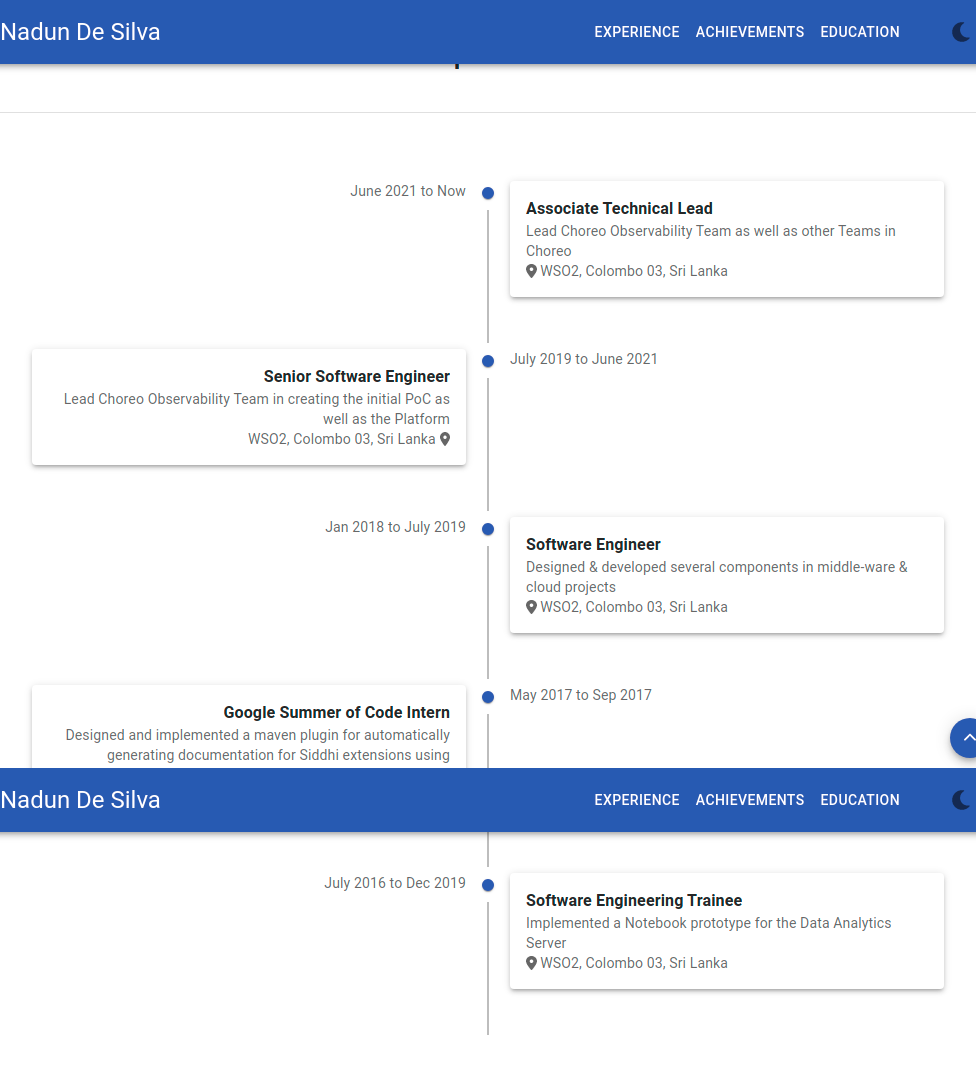 Nadun De Silva
EXPERIENCE ACHIEVEMENTS EDUCATION
June 2021 to Now
Associate Technical Lead
Lead Choreo Observability Team as well as other Teams in
Choreo
WSO2, Colombo 03, Sri Lanka
July 2019 to June 2021
Senior Software Engineer
Lead Choreo Observability Team in creating the initial PoC as
well as the Platform
WSO2, Colombo 03, Sri Lanka
Jan 2018 to July 2019
Software Engineer
Designed & developed several components in middle-ware &
cloud projects
WSO2, Colombo 03, Sri Lanka
May 2017 to Sep 2017
Google Summer of Code Intern
Designed and implemented a maven plugin for automatically
generating documentation for Siddhi extensions using
Nadun De Silva
EXPERIENCE ACHIEVEMENTS EDUCATION
July 2016 to Dec 2019
Software Engineering Trainee
Implemented a Notebook prototype for the Data Analytics
Server
WSO2, Colombo 03, Sri Lanka